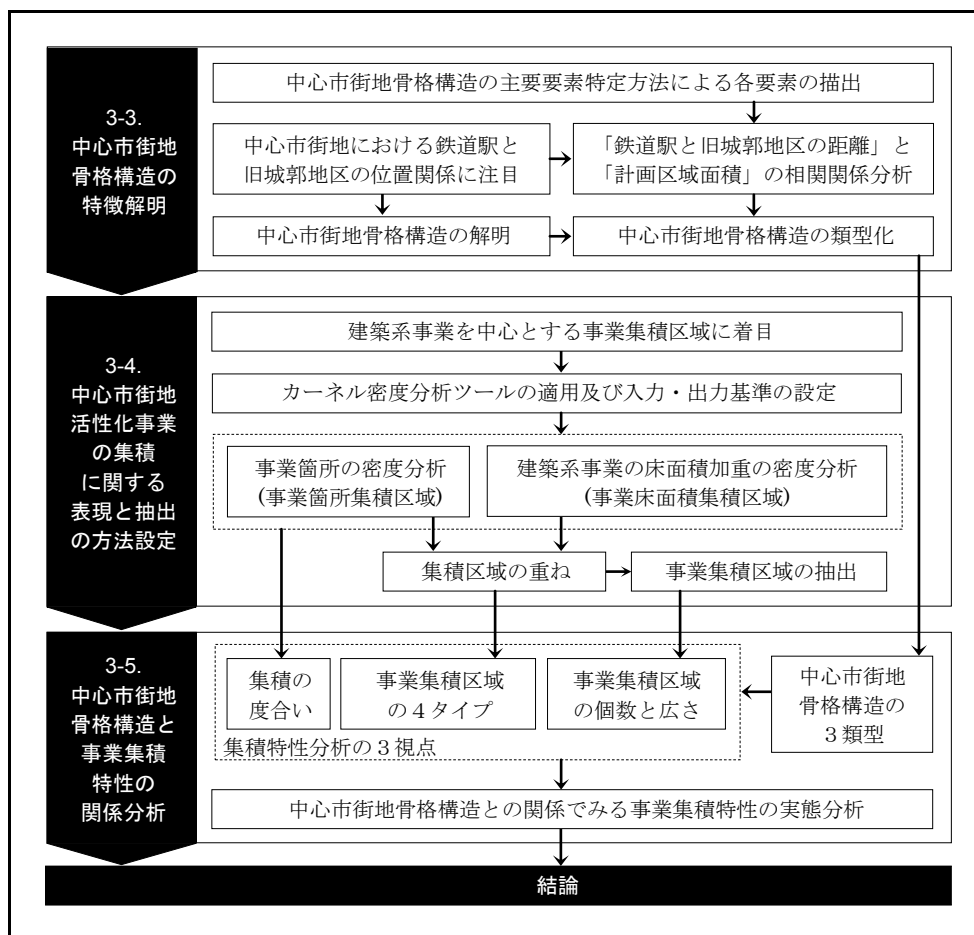 3-3.
中心市街地
骨格構造の
特徴解明
中心市街地骨格構造の主要要素特定方法による各要素の描出
中心市街地における鉄道駅と
旧城郭地区の位置関係に注目
「鉄道駅と旧城郭地区の距離」と
「計画区域面積」の相関関係分析
中心市街地骨格構造の解明
中心市街地骨格構造の類型化
3-4.
中心市街地
活性化事業
の集積
に関する
表現と抽出
の方法設定
建築系事業を中心とする事業集積区域に着目
カーネル密度分析ツールの適用及び入力・出力基準の設定
事業箇所の密度分析
(事業箇所集積区域)
建築系事業の床面積加重の密度分析
(事業床面積集積区域)
集積区域の重ね
事業集積区域の抽出
3-5.
中心市街地
骨格構造と
事業集積
特性の
関係分析
集積の
度合い
事業集積区域
の４タイプ
事業集積区域
の個数と広さ
中心市街地
骨格構造の
３類型
集積特性分析の３視点
中心市街地骨格構造との関係でみる事業集積特性の実態分析
結論